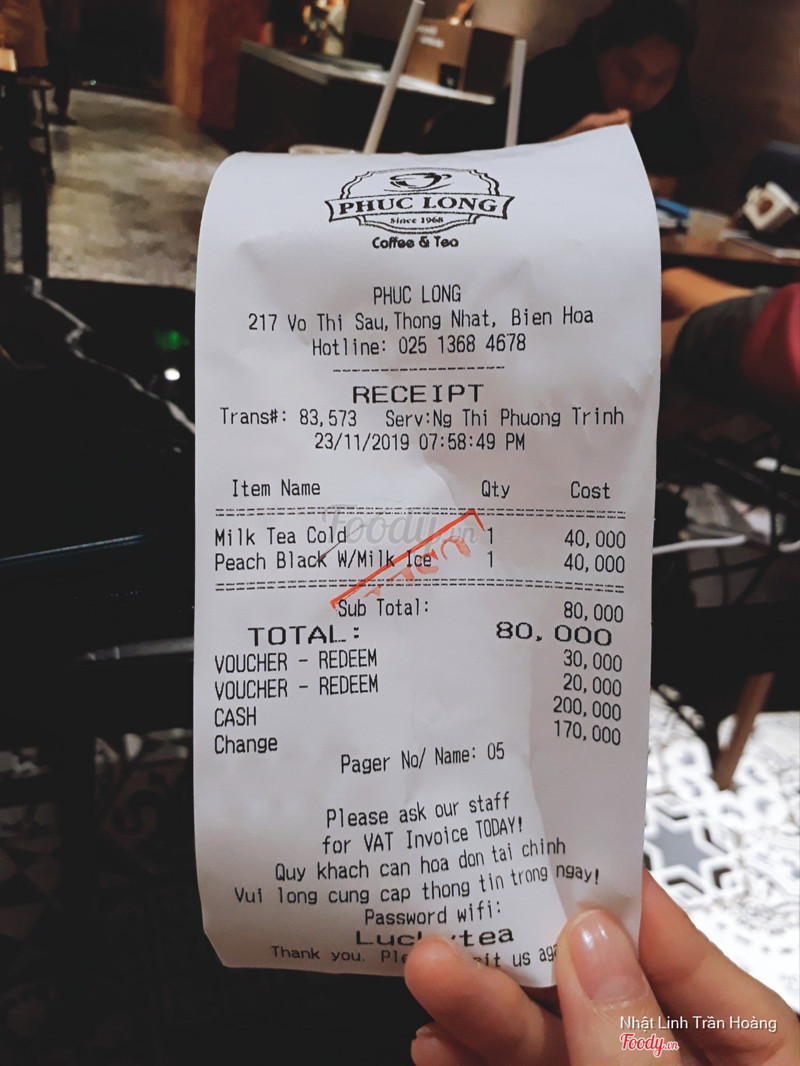 PHUC LONG
Since 1968
Coffee & Tea
PHUC LONG
217 Vo Thi Sau,Thong Nhat, Bien Hoa
Hotline: 025 1368 4678
--------------------
RECEIPT
Trans#: 83,573 Serv:Ng Thi Phuong Trinh
23/11/2019 07:58:49 PM
Item Name Qty Cost
Foody.vn
Milk Tea Cold 1 40,000
Peach Black W/Milk Ice 1 40,000
Sub Total: 80,000
TOTAL: 80,000
VOUCHER - REDEEM 30,000
VOUCHER - REDEEM 20,000
CASH 200,000
Change 170,000
Pager No/ Name: 05
Please ask our staff
for VAT Invoice TODAY!
Quy khach can hoa don tai chinh
Vui long cung cap thong tin trong ngay!
Password wifi:
Thank you. us
Nhật Linh Trần Hoàng
Foody.vn